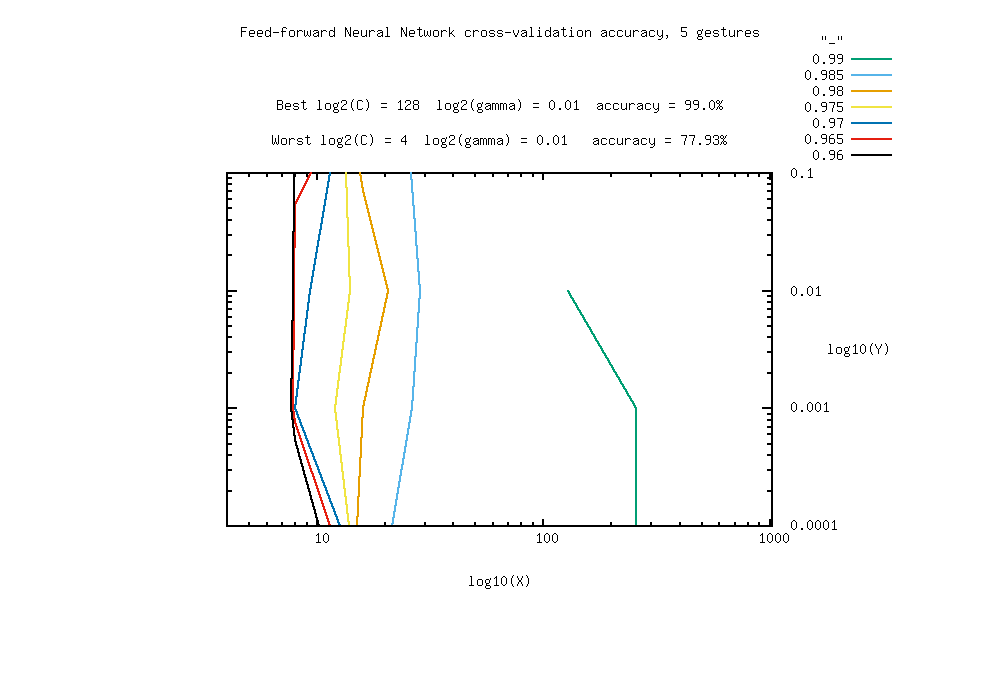 Feed-forward Neural Network cross-validation accuracy, 5 gestures
"_"
0.99
0.985
0.98
0.975
0.97
0.965
0.96
Best log2(C) = 128  log2(gamma) = 0.01  accuracy = 99.0%
Worst log2(C) = 4  log2(gamma) = 0.01   accuracy = 77.93%
0.1
0.01
log10(Y)
0.001
0.0001
10 100 1000
log10(X)